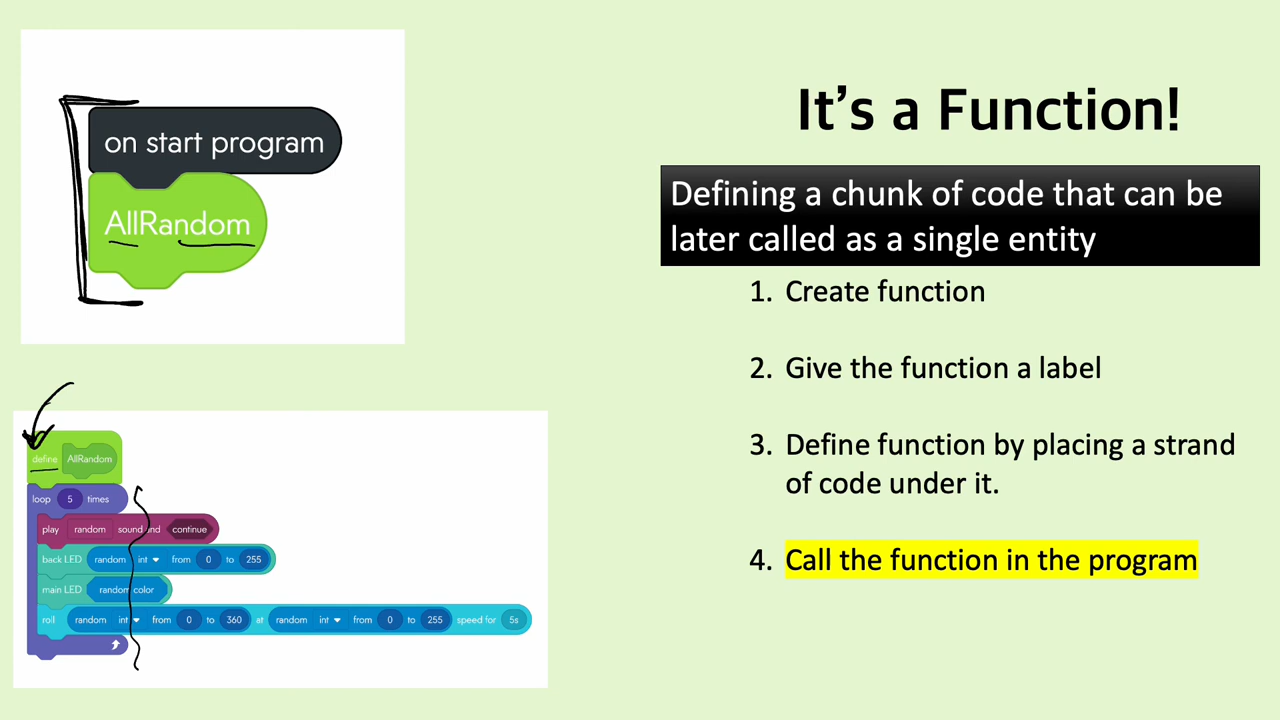 on start program
AllRandom
define AllRandom
loop 5 times
play random sound and continue
back LED random int from 0 to 255
main LED random color
roll random int from 0 to 360 at random int from 0 to 255 speed for 5s
It's a Function!
Defining a chunk of code that can be
later called as a single entity
1. Create function
2. Give the function a label
3. Define function by placing a strand
of code under it.
4. Call the function in the program